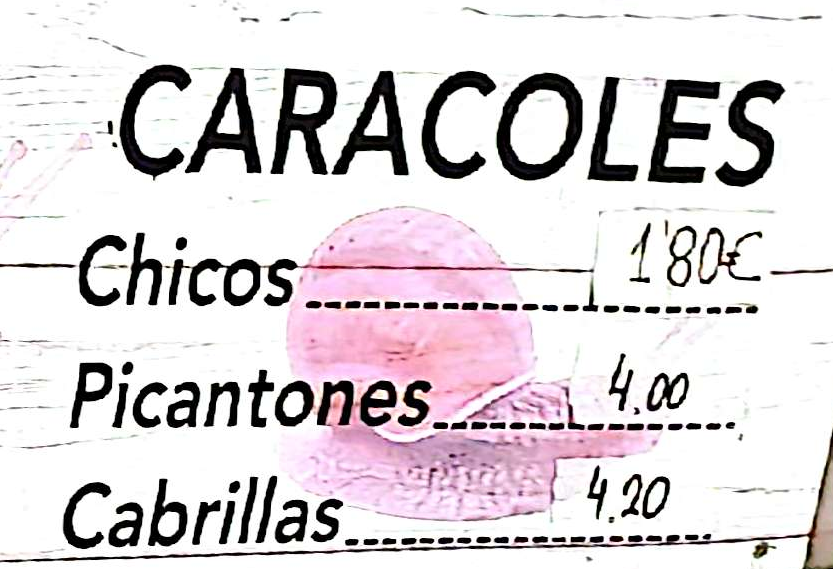 CARACOLES
Chicos 1'80€
Picantones 4.00
Cabrillas 4.20